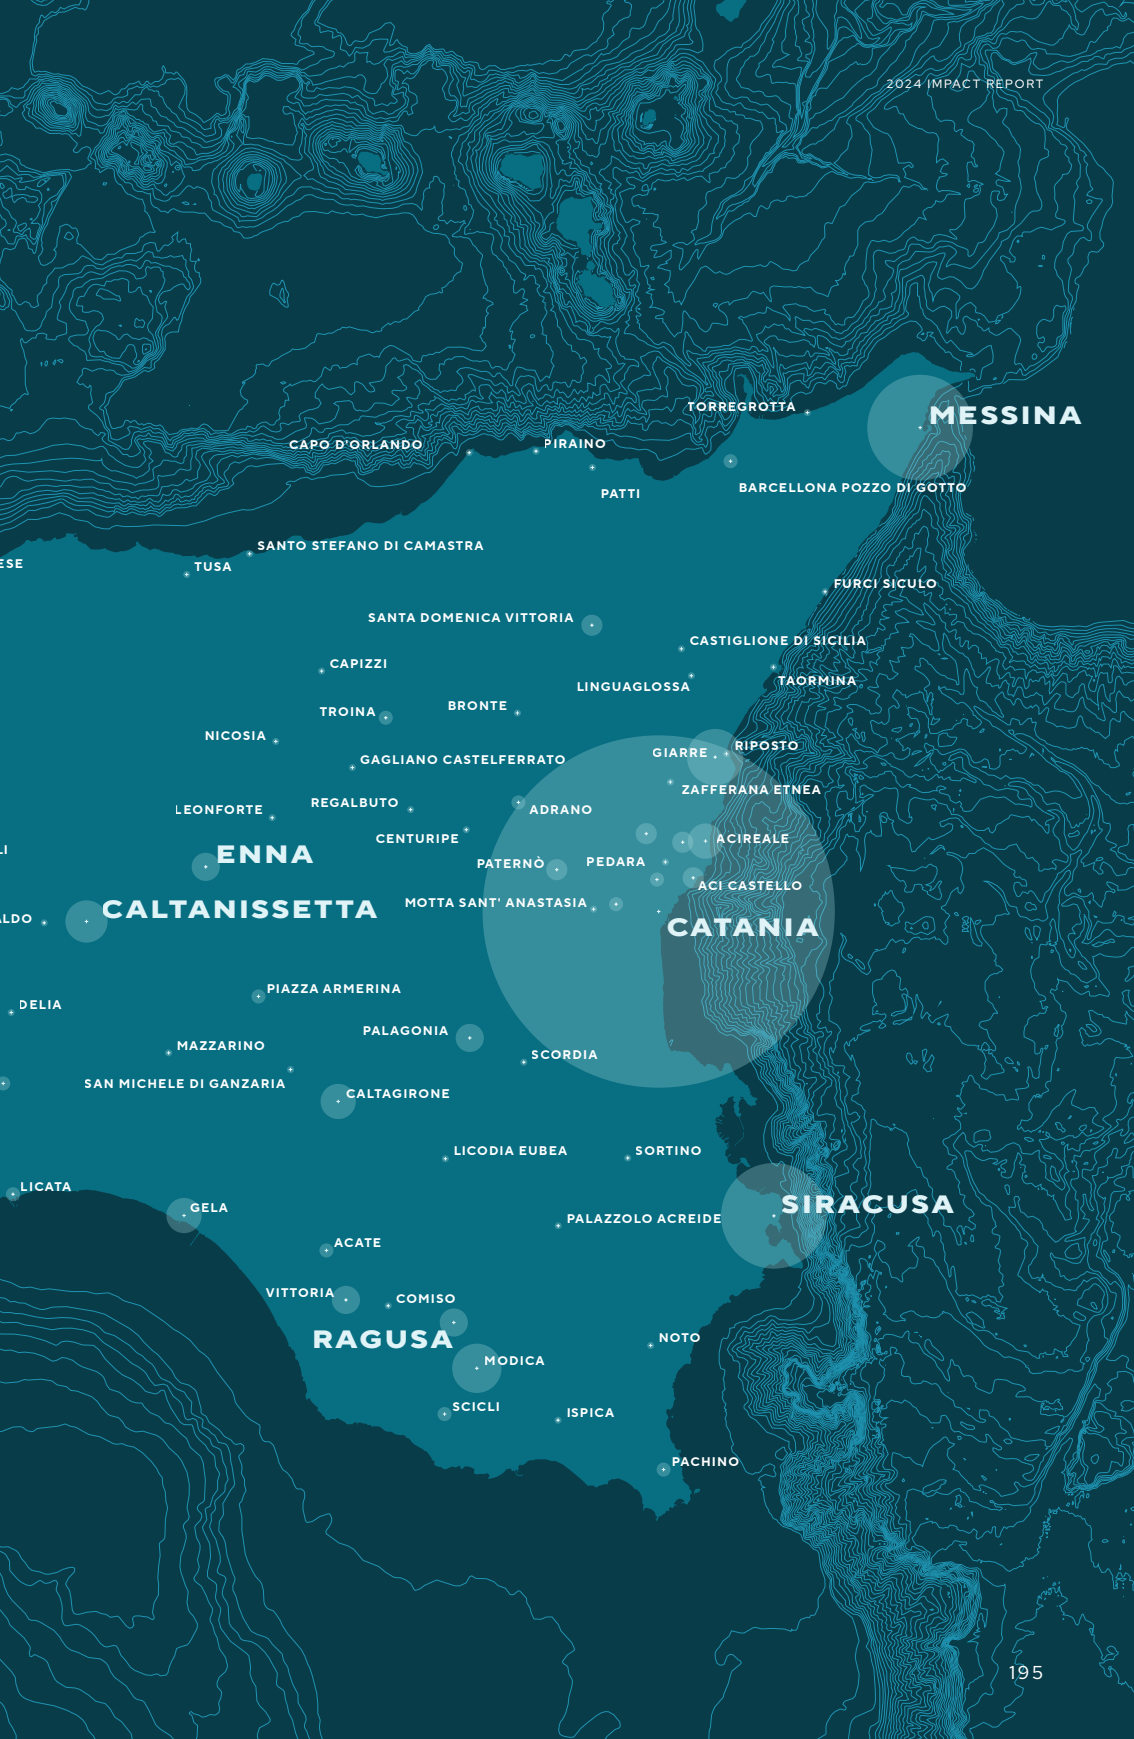 2024 IMPACT REPORT
TORREGROTTA
MESSINA
CAPO D'ORLANDO
PIRAINO
PATTI
BARCELLONA POZZO DI GOTTO
SANTO STEFANO DI CAMASTRA
ESE
TUSA
FURCI SICULO
SANTA DOMENICA VITTORIA
CASTIGLIONE DI SICILIA
CAPIZZI
TAORMINA
LINGUAGLOSSA
BRONTE
TROINA
NICOSIA
RIPOSTO
GIARRE
GAGLIANO CASTELFERRATO
ZAFFERANA ETNEA
REGALBUTO
LEONFORTE
ADRANO
CENTURIPE
ACIREALE
LI
ENNA
PATERNÒ
PEDARA
ACI CASTELLO
MOTTA SANT' ANASTASIA
CALTANISSETTA
ALDO
CATANIA
PIAZZA ARMERINA
DELIA
PALAGONIA
MAZZARINO
SCORDIA
SAN MICHELE DI GANZARIA
CALTAGIRONE
LICODIA EUBEA
SORTINO
LICATA
SIRACUSA
GELA
PALAZZOLO ACREIDE
ACATE
VITTORIA
COMISO
RAGUSA
NOTO
MODICA
SCICLI
ISPICA
PACHINO
195